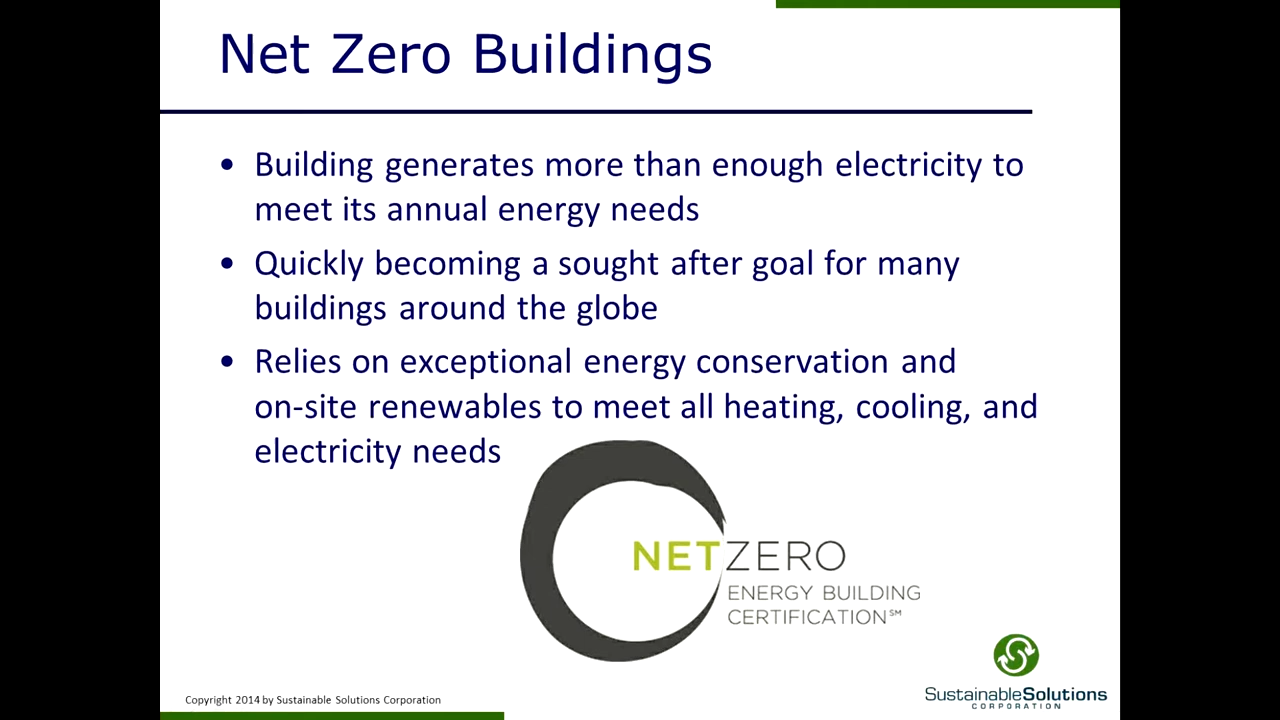 Net Zero Buildings
• Building generates more than enough electricity to
meet its annual energy needs
• Quickly becoming a sought after goal for many
buildings around the globe
• Relies on exceptional energy conservation and
on-site renewables to meet all heating, cooling, and
electricity needs
NETZERO
ENERGY BUILDING
CERTIFICATION℠
Copyright 2014 by Sustainable Solutions Corporation
SustainableSolutions
CORPORATION